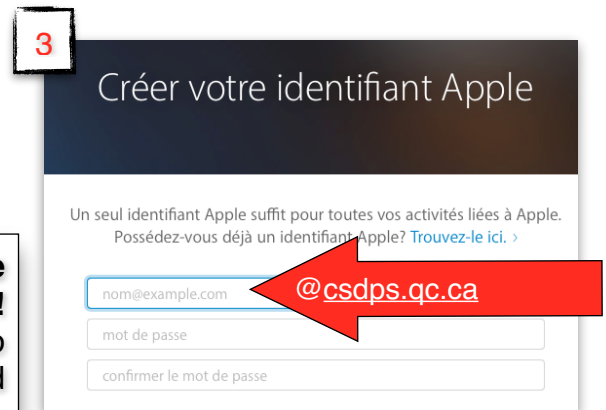 3
Créer votre identifiant Apple
Un seul identifiant Apple suffit pour toutes vos activités liées à Apple.
Possédez-vous déjà un identifiant Apple? Trouvez-le ici. >
nom@example.com
@csdps.qc.ca
mot de passe
confirmer le mot de passe